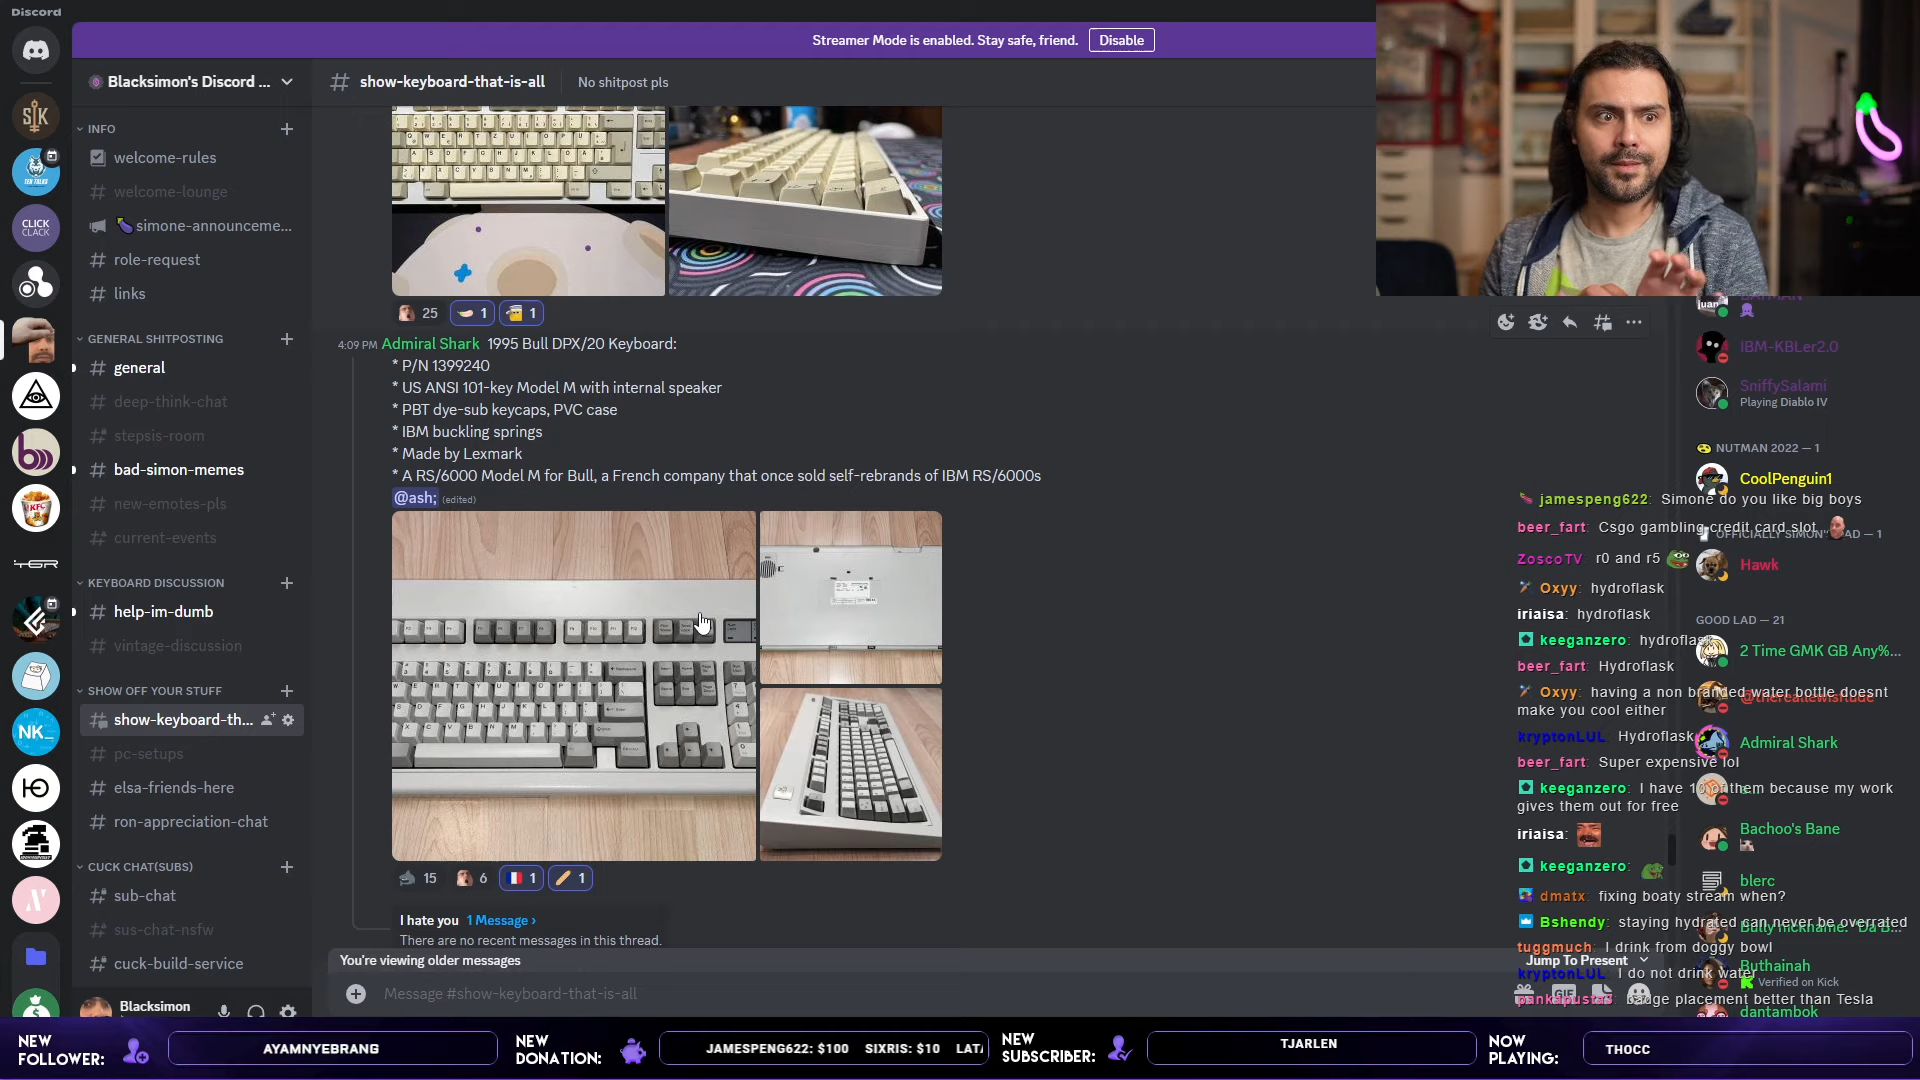 Discord
Streamer Mode is enabled. Stay safe, friend.
Disable
Blacksimon's Discord ...
show-keyboard-that-is-all
No shitpost pls
INFO
welcome-rules
welcome-lounge
simone-announceme...
role-request
links
GENERAL SHITPOSTING
general
deep-think-chat
stepsis-room
bad-simon-memes
new-emotes-pls
current-events
KEYBOARD DISCUSSION
help-im-dumb
vintage-discussion
SHOW OFF YOUR STUFF
show-keyboard-th...
pc-setups
elsa-friends-here
ron-appreciation-chat
CUCK CHAT(SUBS)
sub-chat
sus-chat-nsfw
cuck-build-service
Blacksimon
SK
TEN TALKS
CLICK
CLACK
KFC
TGR
NK_
25
1
1
4:09 PM Admiral Shark 1995 Bull DPX/20 Keyboard:
* P/N 1399240
* US ANSI 101-key Model M with internal speaker
* PBT dye-sub keycaps, PVC case
* IBM buckling springs
* Made by Lexmark
* A RS/6000 Model M for Bull, a French company that once sold self-rebrands of IBM RS/6000s
@ash; (edited)
15
6
1
1
I hate you 1 Message ›
There are no recent messages in this thread.
You're viewing older messages
Jump To Present
Message #show-keyboard-that-is-all
GIF
IBM-KBLer2.0
SniffySalami
Playing Diablo IV
NUTMAN 2022 — 1
CoolPenguin1
Hawk
GOOD LAD — 21
2 Time GMK GB Any%...
Admiral Shark
Bachoo's Bane
blerc
Buthainah
Verified on Kick
dantambok
jamespeng622: Simone do you like big boys
beer_fart: Csgo gambling credit card slot
ZoscoTV: r0 and r5
Oxyy: hydroflask
iriaisa: hydroflask
keeganzero: hydroflask
beer_fart: Hydroflask
Oxyy: having a non branded water bottle doesnt
make you cool either
kryptonLUL: Hydroflask
beer_fart: Super expensive lol
keeganzero: I have 10 of them because my work
gives them out for free
iriaisa:
keeganzero:
dmatx: fixing boaty stream when?
Bshendy: staying hydrated can never be overrated
tuggmuch: I drink from doggy bowl
kryptonLUL: I do not drink water
badge placement better than Tesla
NEW
FOLLOWER:
AYAMNYEBRANG
NEW
DONATION:
JAMESPENG622: $100 SIXRIS: $10
NEW
SUBSCRIBER:
TJARLEN
NOW
PLAYING:
THOCC